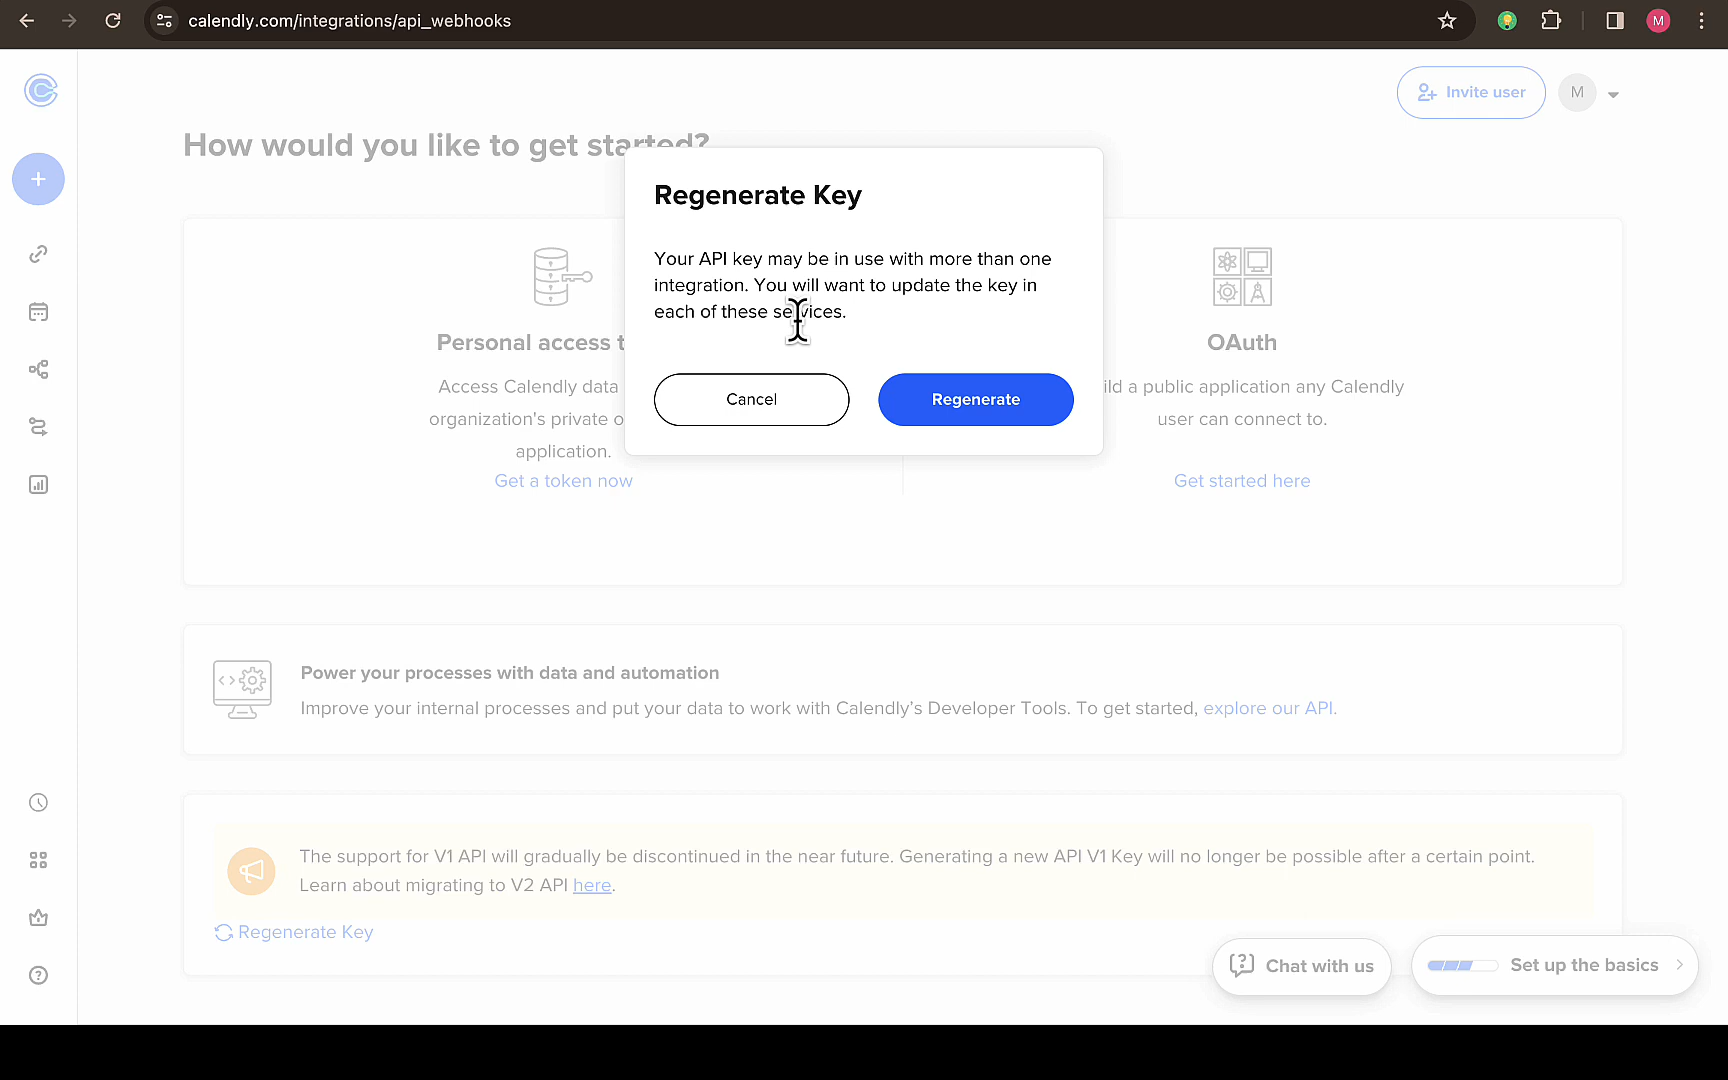 calendly.com/integrations/api_webhooks
M
Invite user
M
How would you like to get started?
Regenerate Key
Your API key may be in use with more than one
integration. You will want to update the key in
each of these services.
Cancel
Regenerate
Personal access t
Access Calendly data
organization's private o
application.
Get a token now
OAuth
ild a public application any Calendly
user can connect to.
Get started here
Power your processes with data and automation
Improve your internal processes and put your data to work with Calendly's Developer Tools. To get started, explore our API.
The support for V1 API will gradually be discontinued in the near future. Generating a new API V1 Key will no longer be possible after a certain point.
Learn about migrating to V2 API here.
Regenerate Key
Chat with us
Set up the basics